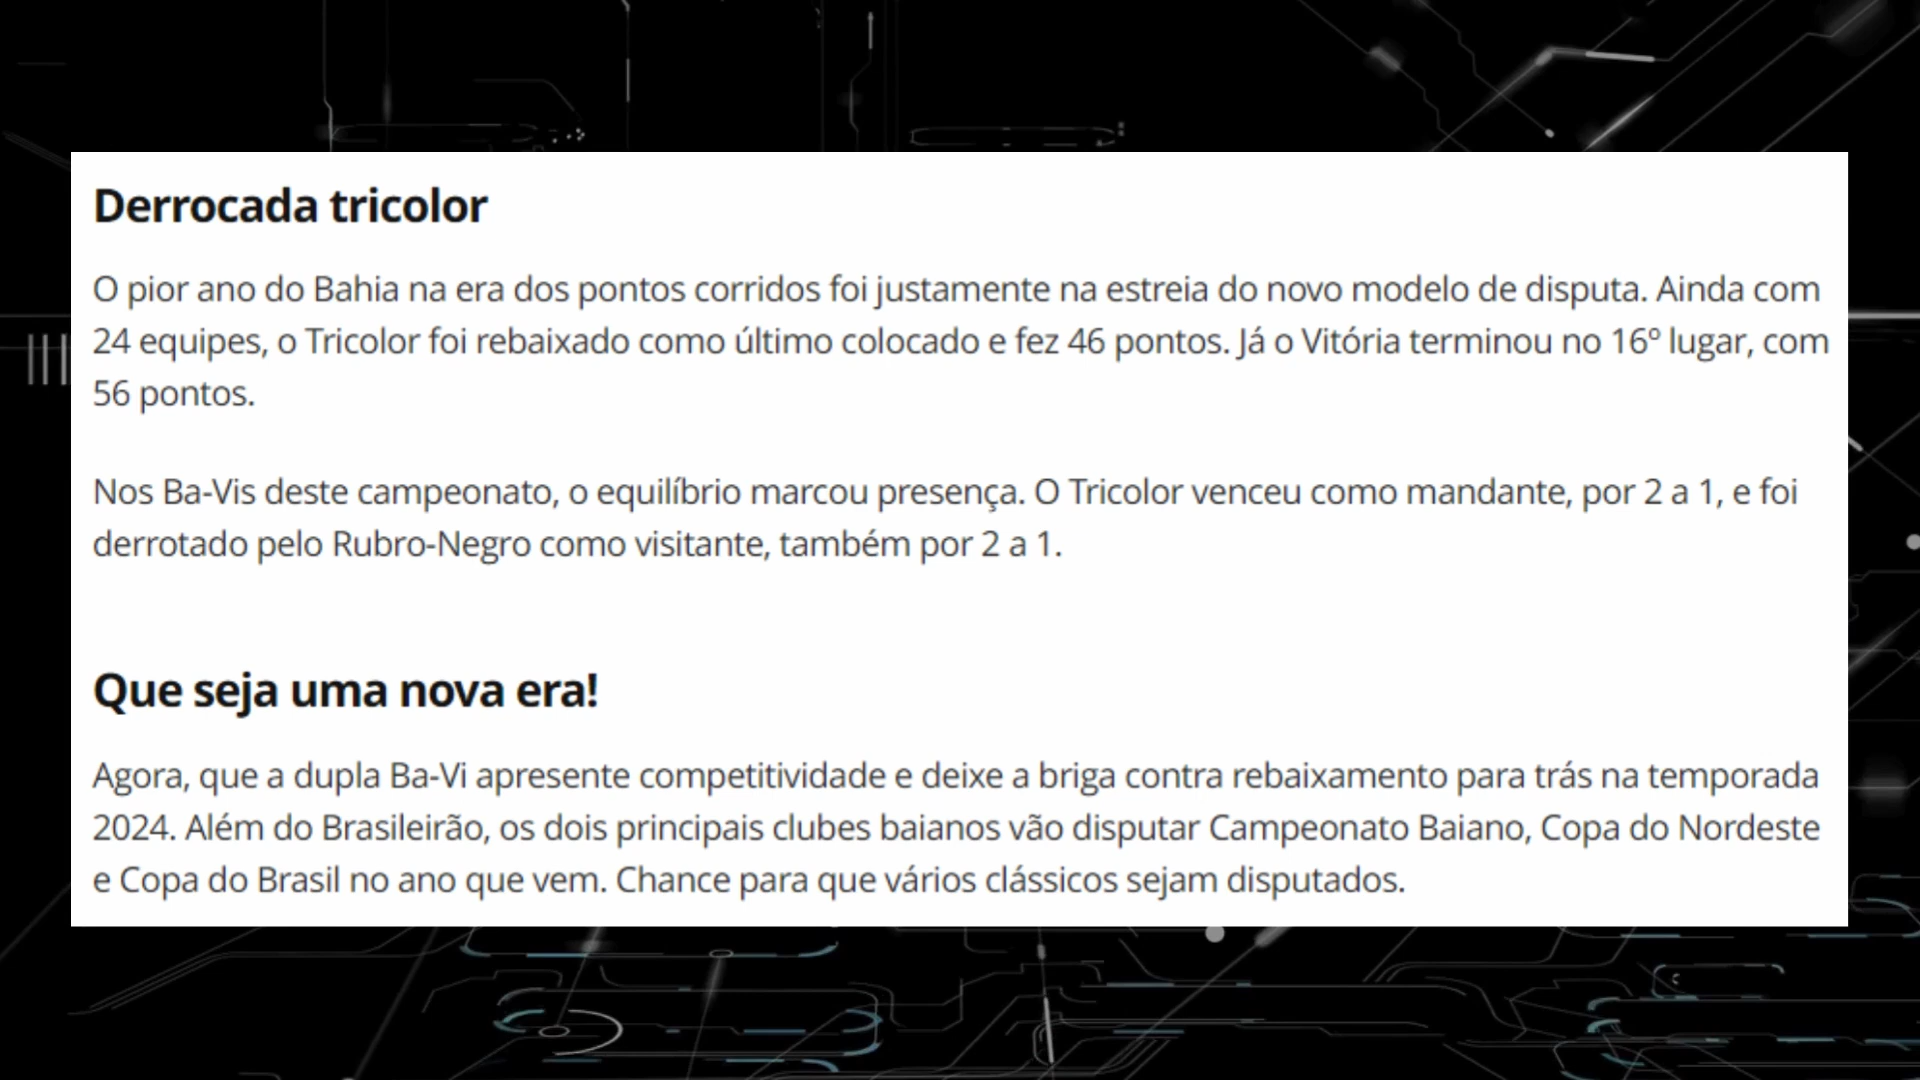 Derrocada tricolor
O pior ano do Bahia na era dos pontos corridos foi justamente na estreia do novo modelo de disputa. Ainda com
24 equipes, o Tricolor foi rebaixado como último colocado e fez 46 pontos. Já o Vitória terminou no 16º lugar, com
56 pontos.
Nos Ba-Vis deste campeonato, o equilíbrio marcou presença. O Tricolor venceu como mandante, por 2 a 1, e foi
derrotado pelo Rubro-Negro como visitante, também por 2 a 1.
Que seja uma nova era!
Agora, que a dupla Ba-Vi apresente competitividade e deixe a briga contra rebaixamento para trás na temporada
2024. Além do Brasileirão, os dois principais clubes baianos vão disputar Campeonato Baiano, Copa do Nordeste
e Copa do Brasil no ano que vem. Chance para que vários clássicos sejam disputados.